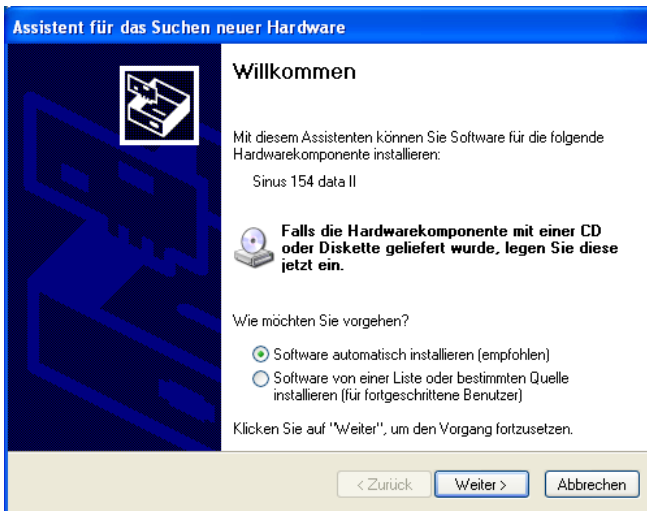 Assistent für das Suchen neuer Hardware
Willkommen
Mit diesem Assistenten können Sie Software für die folgende
Hardwarekomponente installieren:
Sinus 154 data II
Falls die Hardwarekomponente mit einer CD
oder Diskette geliefert wurde, legen Sie diese
jetzt ein.
Wie möchten Sie vorgehen?
Software automatisch installieren (empfohlen)
Software von einer Liste oder bestimmten Quelle
installieren (für fortgeschrittene Benutzer)
Klicken Sie auf "Weiter", um den Vorgang fortzusetzen.
< Zurück Weiter > Abbrechen